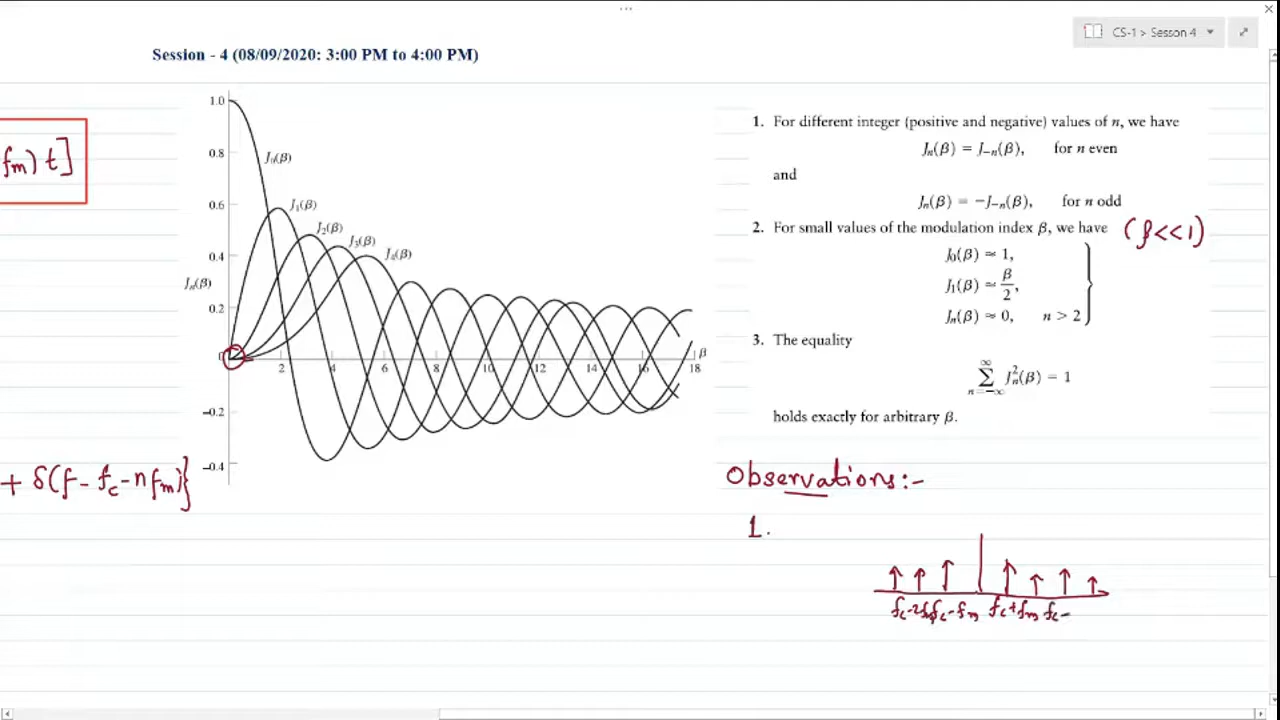 CS-1 > Sesson 4
Session - 4 (08/09/2020: 3:00 PM to 4:00 PM)
fm) t]
+ δ(f - fc - nfm)}
1.0
0.8
0.6
0.4
0.2
0
-0.2
-0.4
Jn(β)
J0(β)
J1(β)
J2(β)
J3(β)
J4(β)
2 4 6 8 10 12 14 16 18
β
1. For different integer (positive and negative) values of n, we have
Jn(β) = J−n(β), for n even
and
Jn(β) = −J−n(β), for n odd
2. For small values of the modulation index β, we have (β<<1)
J0(β) ≈ 1,
J1(β) ≈ β/2,
Jn(β) ≈ 0, n > 2
3. The equality
∞
∑ Jn²(β) = 1
n=−∞
holds exactly for arbitrary β.
Observations:-
1.
fc-fm fc+fm fc-